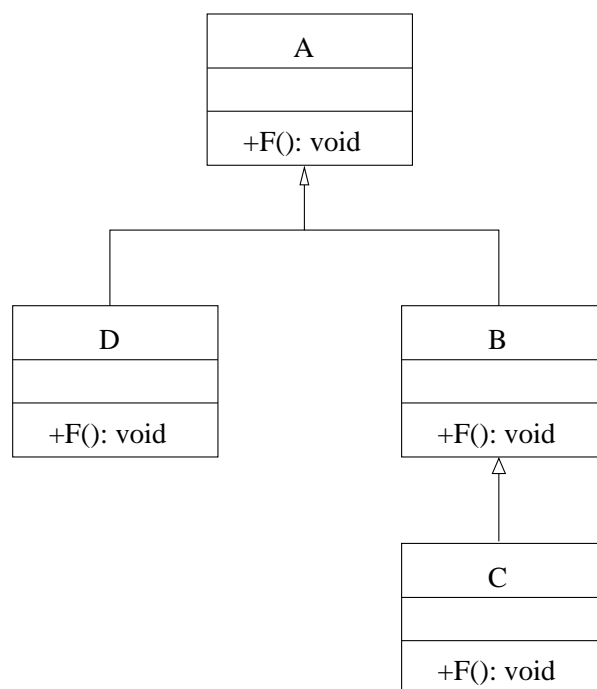 A
+F(): void
D
+F(): void
B
+F(): void
C
+F(): void